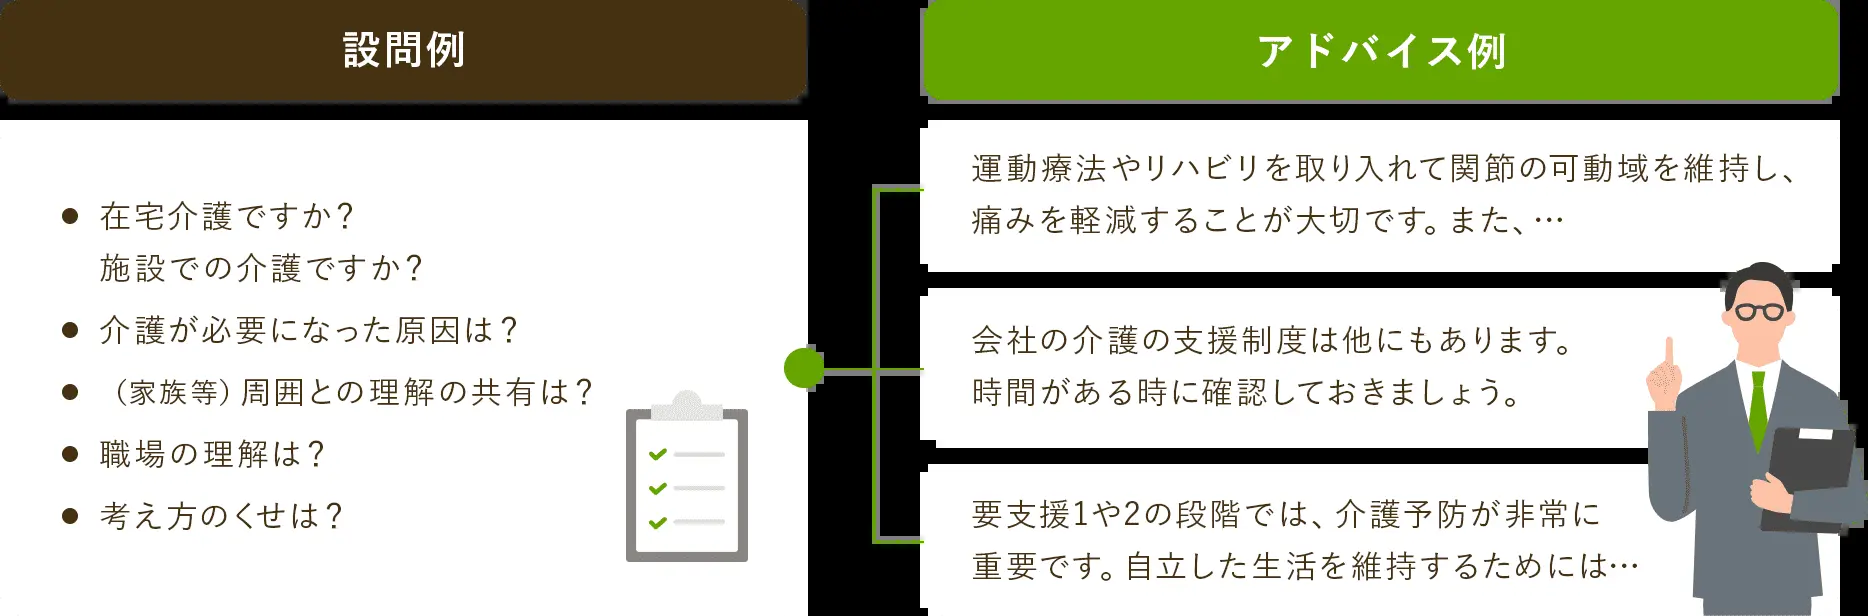 設問例
在宅介護ですか？
施設での介護ですか？
介護が必要になった原因は？
（家族等）周囲との理解の共有は？
職場の理解は？
考え方のくせは？
アドバイス例
運動療法やリハビリを取り入れて関節の可動域を維持し、
痛みを軽減することが大切です。また、…
会社の介護の支援制度は他にもあります。
時間がある時に確認しておきましょう。
要支援1や2の段階では、介護予防が非常に
重要です。自立した生活を維持するためには…